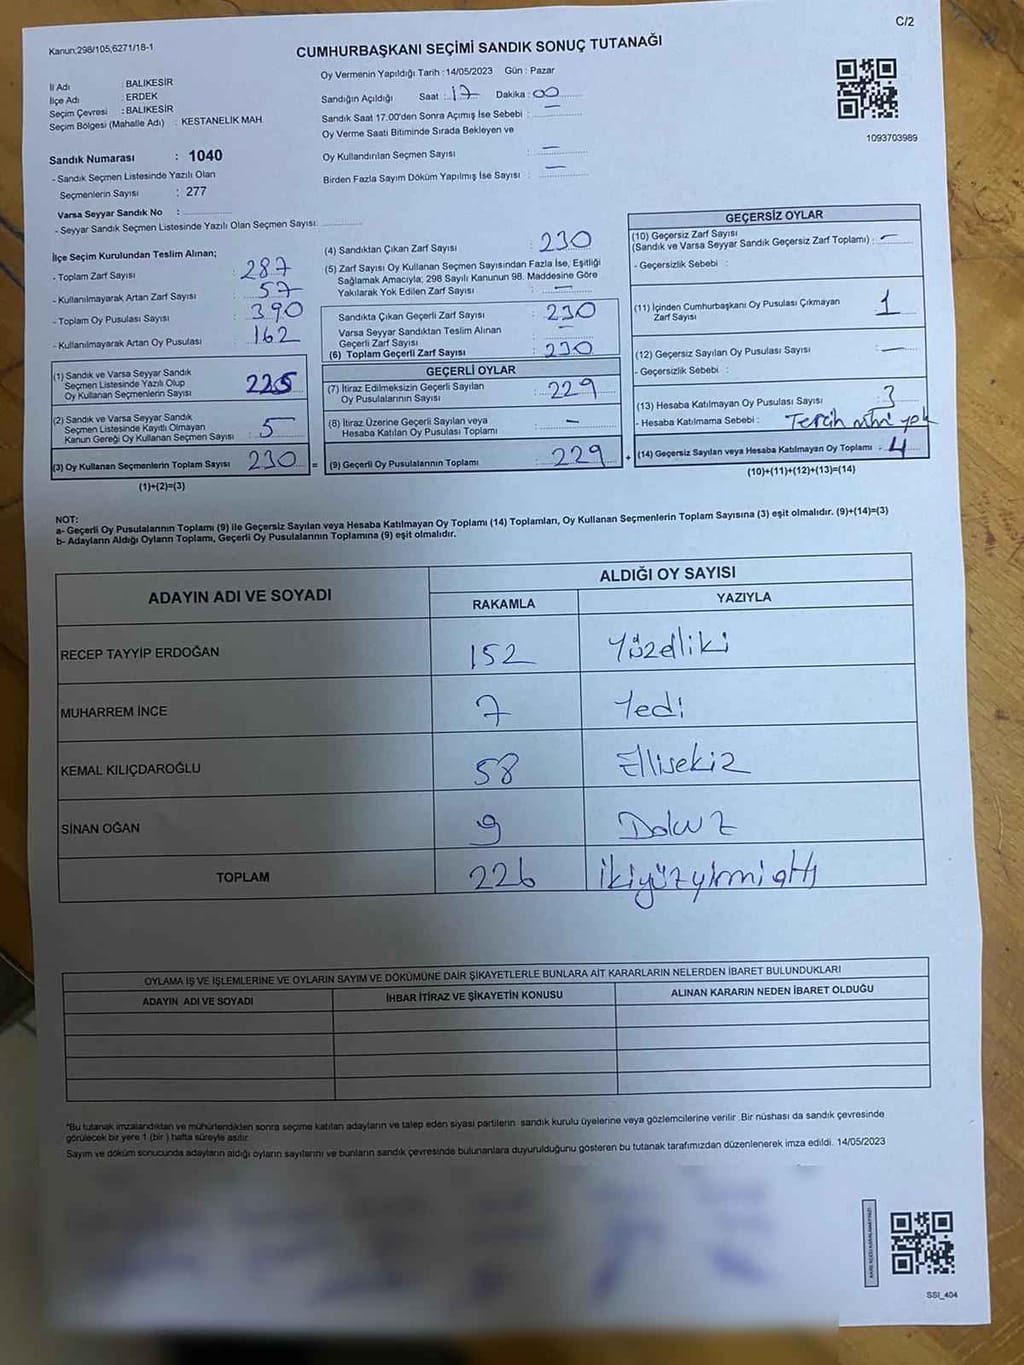 C/2
Kanun;298/105;6271/18-1
CUMHURBAŞKANI SEÇİMİ SANDIK SONUÇ TUTANAĞI
İl Adı : BALIKESİR
İlçe Adı : ERDEK
Seçim Çevresi : BALIKESİR
Seçim Bölgesi (Mahalle Adı) : KESTANELİK MAH.
Sandık Numarası : 1040
- Sandık Seçmen Listesinde Yazılı Olan
Seçmenlerin Sayısı : 277
Varsa Seyyar Sandık No :
- Seyyar Sandık Seçmen Listesinde Yazılı Olan Seçmen Sayısı:
Oy Vermenin Yapıldığı Tarih : 14/05/2023 Gün : Pazar
Sandığın Açıldığı Saat : 17 Dakika : 00
Sandık Saat 17.00'den Sonra Açımış İse Sebebi : —
Oy Verme Saati Bitiminde Sırada Bekleyen ve
Oy Kullandırılan Seçmen Sayısı : —
Birden Fazla Sayım Döküm Yapılmış İse Sayısı : —
1093703989
İlçe Seçim Kurulundan Teslim Alınan;
- Toplam Zarf Sayısı : 287
- Kullanılmayarak Artan Zarf Sayısı : 57
- Toplam Oy Pusulası Sayısı : 390
- Kullanılmayarak Artan Oy Pusulası : 162
(1) Sandık ve Varsa Seyyar Sandık
Seçmen Listesinde Yazılı Olup
Oy Kullanan Seçmenlerin Sayısı : 225
(2) Sandık ve Varsa Seyyar Sandık
Seçmen Listesinde Kayıtlı Olmayan
Kanun Gereği Oy Kullanan Seçmen Sayısı : 5
(3) Oy Kullanan Seçmenlerin Toplam Sayısı : 230 =
(1)+(2)=(3)
(4) Sandıktan Çıkan Zarf Sayısı : 230
(5) Zarf Sayısı Oy Kullanan Seçmen Sayısından Fazla İse, Eşitliği
Sağlamak Amacıyla, 298 Sayılı Kanunun 98. Maddesine Göre
Yakılarak Yok Edilen Zarf Sayısı : —
Sandıkta Çıkan Geçerli Zarf Sayısı : 230
Varsa Seyyar Sandıktan Teslim Alınan
Geçerli Zarf Sayısı : —
(6) Toplam Geçerli Zarf Sayısı : 230
GEÇERLİ OYLAR
(7) İtiraz Edilmeksizin Geçerli Sayılan
Oy Pusulalarının Sayısı : 229
(8) İtiraz Üzerine Geçerli Sayılan veya
Hesaba Katılan Oy Pusulası Toplamı : —
(9) Geçerli Oy Pusulalarının Toplamı : 229 +
GEÇERSİZ OYLAR
(10) Geçersiz Zarf Sayısı
(Sandık ve Varsa Seyyar Sandık Geçersiz Zarf Toplamı) : —
- Geçersizlik Sebebi :
(11) İçinden Cumhurbaşkanı Oy Pusulası Çıkmayan
Zarf Sayısı : 1
(12) Geçersiz Sayılan Oy Pusulası Sayısı : —
- Geçersizlik Sebebi :
(13) Hesaba Katılmayan Oy Pusulası Sayısı : 3
- Hesaba Katılmama Sebebi : Tercih mührü yok
(14) Geçersiz Sayılan veya Hesaba Katılmayan Oy Toplamı : 4
(10)+(11)+(12)+(13)=(14)
NOT:
a- Geçerli Oy Pusulalarının Toplamı (9) ile Geçersiz Sayılan veya Hesaba Katılmayan Oy Toplamı (14) Toplamları, Oy Kullanan Seçmenlerin Toplam Sayısına (3) eşit olmalıdır. (9)+(14)=(3)
b- Adayların Aldığı Oyların Toplamı, Geçerli Oy Pusulalarının Toplamına (9) eşit olmalıdır.
ADAYIN ADI VE SOYADI ALDIĞI OY SAYISI
RAKAMLA YAZIYLA
RECEP TAYYİP ERDOĞAN 152 Yüzelliki
MUHARREM İNCE 7 Yedi
KEMAL KILIÇDAROĞLU 58 Ellisekiz
SİNAN OĞAN 9 Dokuz
TOPLAM 226 ikiyüzyirmialtı
OYLAMA İŞ VE İŞLEMLERİNE VE OYLARIN SAYIM VE DÖKÜMÜNE DAİR ŞİKAYETLERLE BUNLARA AİT KARARLARIN NELERDEN İBARET BULUNDUKLARI
ADAYIN ADI VE SOYADI İHBAR İTİRAZ VE ŞİKAYETİN KONUSU ALINAN KARARIN NEDEN İBARET OLDUĞU
*Bu tutanak imzalandıktan ve mühürlendikten sonra seçime katılan adayların ve talep eden siyasi partilerin sandık kurulu üyelerine veya gözlemcilerine verilir .Bir nüshası da sandık çevresinde
görülecek bir yere 1 (bir ) hafta süreyle asılır.
Sayım ve döküm sonucunda adayların aldığı oyların sayılarını ve bunların sandık çevresinde bulunanlara duyurulduğunu gösteren bu tutanak tarafımızdan düzenlenerek imza edildi. 14/05/2023
SSI_404